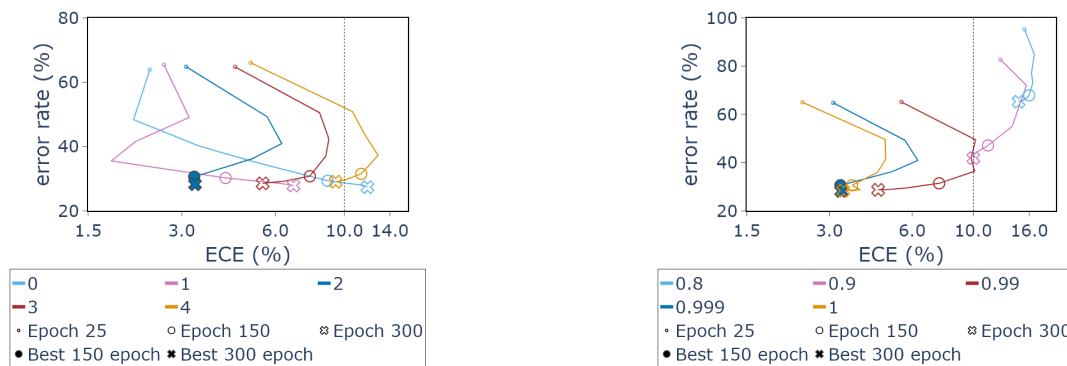 80
60
40
20
error rate (%)
1.5
3.0
6.0
10.0
14.0
ECE (%)
0
1
2
3
4
Epoch 25
Epoch 150
Epoch 300
Best 150 epoch
Best 300 epoch
100
80
60
40
20
error rate (%)
1.5
3.0
6.0
10.0
16.0
ECE (%)
0.8
0.9
0.99
0.999
1
Epoch 25
Epoch 150
Epoch 300
Best 150 epoch
Best 300 epoch